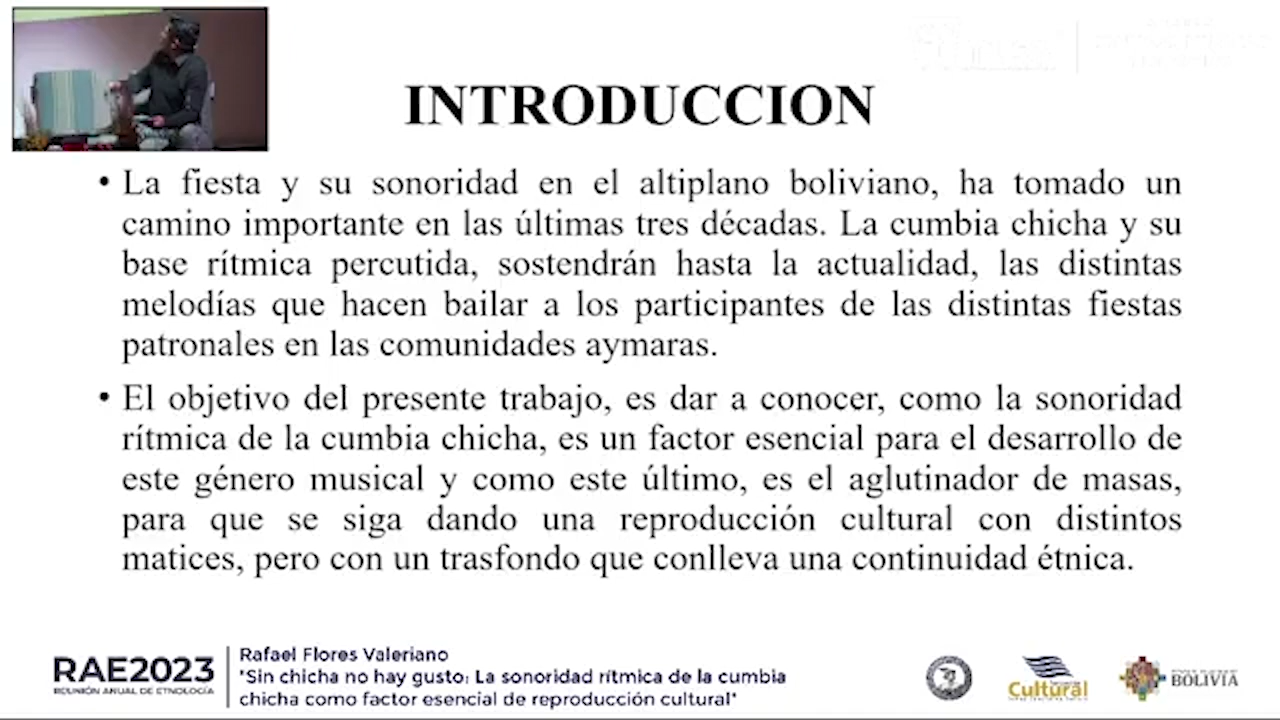 INTRODUCCION
• La fiesta y su sonoridad en el altiplano boliviano, ha tomado un
camino importante en las últimas tres décadas. La cumbia chicha y su
base rítmica percutida, sostendrán hasta la actualidad, las distintas
melodías que hacen bailar a los participantes de las distintas fiestas
patronales en las comunidades aymaras.
• El objetivo del presente trabajo, es dar a conocer, como la sonoridad
rítmica de la cumbia chicha, es un factor esencial para el desarrollo de
este género musical y como este último, es el aglutinador de masas,
para que se siga dando una reproducción cultural con distintos
matices, pero con un trasfondo que conlleva una continuidad étnica.
RAE2023
REUNIÓN ANUAL DE ETNOLOGÍA
Rafael Flores Valeriano
"Sin chicha no hay gusto: La sonoridad rítmica de la cumbia
chicha como factor esencial de reproducción cultural"
Cultural
BOLIVIA